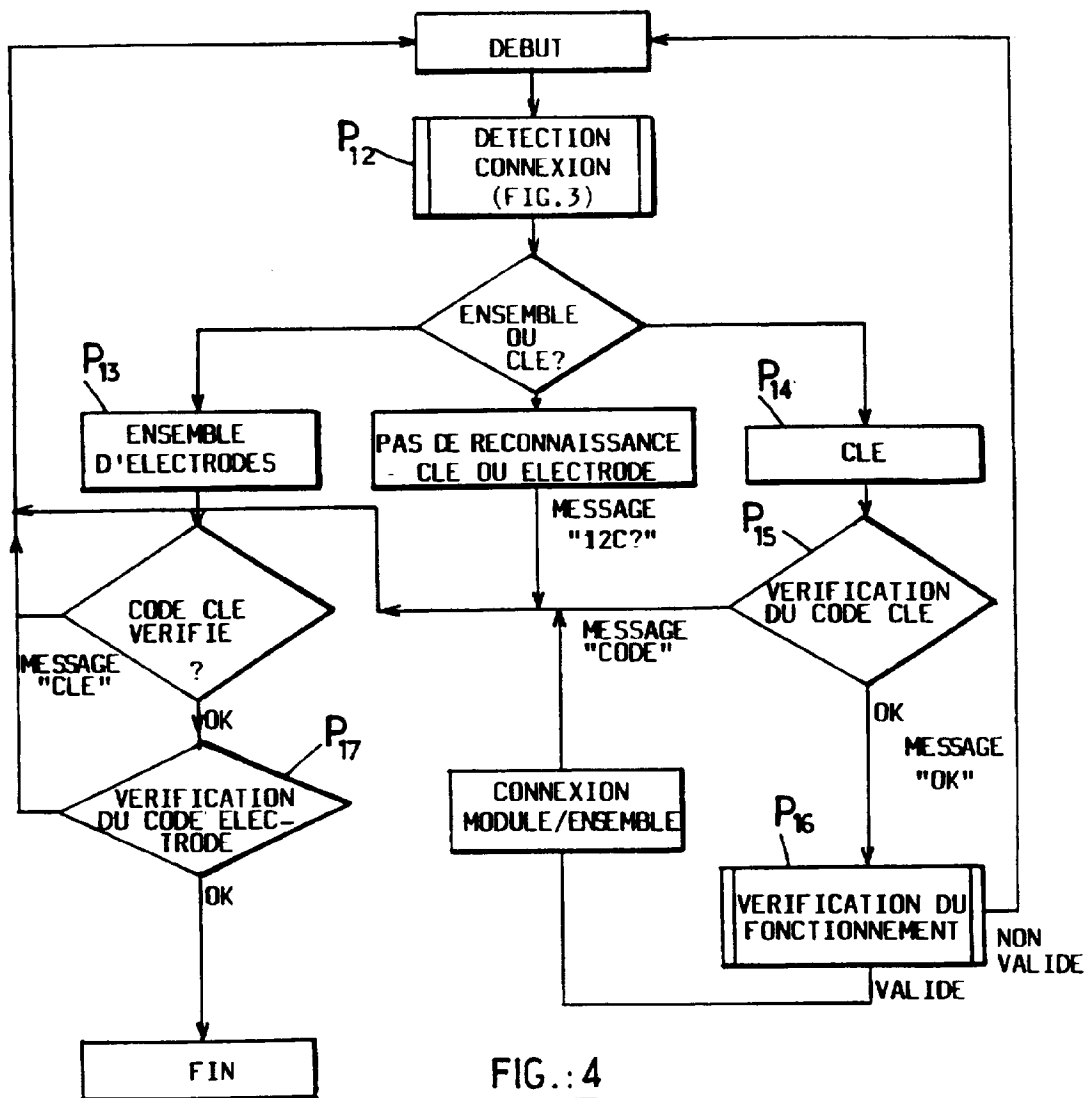 DEBUT
P12
DETECTION
CONNEXION
(FIG.3)
ENSEMBLE
OU
CLE?
P13
ENSEMBLE
D'ELECTRODES
PAS DE RECONNAISSANCE
CLE OU ELECTRODE
P14
CLE
MESSAGE
"12C?"
P15
VERIFICATION
DU CODE CLE
CODE CLE
VERIFIE
?
MESSAGE
"CLE"
MESSAGE
"CODE"
OK
OK
MESSAGE
"OK"
P17
VERIFICATION
DU CODE ELEC-
TRODE
CONNEXION
MODULE/ENSEMBLE
P16
VERIFICATION DU
FONCTIONNEMENT
NON
VALIDE
VALIDE
OK
FIN
FIG.:4